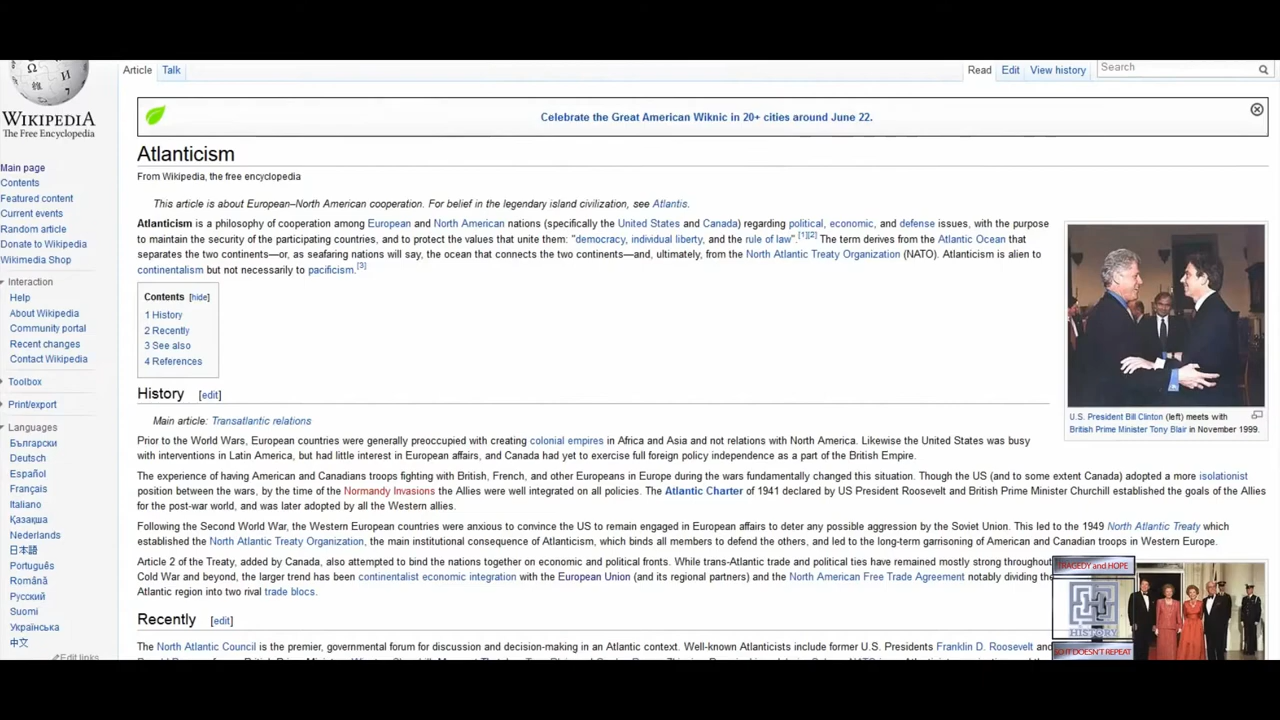 Article
Talk
Read
Edit
View history
Search
WIKIPEDIA
The Free Encyclopedia
Main page
Contents
Featured content
Current events
Random article
Donate to Wikipedia
Wikimedia Shop
Interaction
Help
About Wikipedia
Community portal
Recent changes
Contact Wikipedia
Toolbox
Print/export
Languages
Български
Deutsch
Español
Français
Italiano
Қазақша
Nederlands
日本語
Português
Română
Русский
Suomi
Українська
中文
Edit links
Celebrate the Great American Wiknic in 20+ cities around June 22.
Atlanticism
From Wikipedia, the free encyclopedia
This article is about European–North American cooperation. For belief in the legendary island civilization, see Atlantis.
Atlanticism is a philosophy of cooperation among European and North American nations (specifically the United States and Canada) regarding political, economic, and defense issues, with the purpose
to maintain the security of the participating countries, and to protect the values that unite them: "democracy, individual liberty, and the rule of law".[1][2] The term derives from the Atlantic Ocean that
separates the two continents—or, as seafaring nations will say, the ocean that connects the two continents—and, ultimately, from the North Atlantic Treaty Organization (NATO). Atlanticism is alien to
continentalism but not necessarily to pacificism.[3]
U.S. President Bill Clinton (left) meets with
British Prime Minister Tony Blair in November 1999.
Contents [hide]
1 History
2 Recently
3 See also
4 References
History [edit]
Main article: Transatlantic relations
Prior to the World Wars, European countries were generally preoccupied with creating colonial empires in Africa and Asia and not relations with North America. Likewise the United States was busy
with interventions in Latin America, but had little interest in European affairs, and Canada had yet to exercise full foreign policy independence as a part of the British Empire.
The experience of having American and Canadians troops fighting with British, French, and other Europeans in Europe during the wars fundamentally changed this situation. Though the US (and to some extent Canada) adopted a more isolationist
position between the wars, by the time of the Normandy Invasions the Allies were well integrated on all policies. The Atlantic Charter of 1941 declared by US President Roosevelt and British Prime Minister Churchill established the goals of the Allies
for the post-war world, and was later adopted by all the Western allies.
Following the Second World War, the Western European countries were anxious to convince the US to remain engaged in European affairs to deter any possible aggression by the Soviet Union. This led to the 1949 North Atlantic Treaty which
established the North Atlantic Treaty Organization, the main institutional consequence of Atlanticism, which binds all members to defend the others, and led to the long-term garrisoning of American and Canadian troops in Western Europe.
Article 2 of the Treaty, added by Canada, also attempted to bind the nations together on economic and political fronts. While trans-Atlantic trade and political ties have remained mostly strong throughout
Cold War and beyond, the larger trend has been continentalist economic integration with the European Union (and its regional partners) and the North American Free Trade Agreement notably dividing the
Atlantic region into two rival trade blocs.
Recently [edit]
The North Atlantic Council is the premier, governmental forum for discussion and decision-making in an Atlantic context. Well-known Atlanticists include former U.S. Presidents Franklin D. Roosevelt and
TRAGEDY and HOPE
HISTORY
SO IT DOESN'T REPEAT